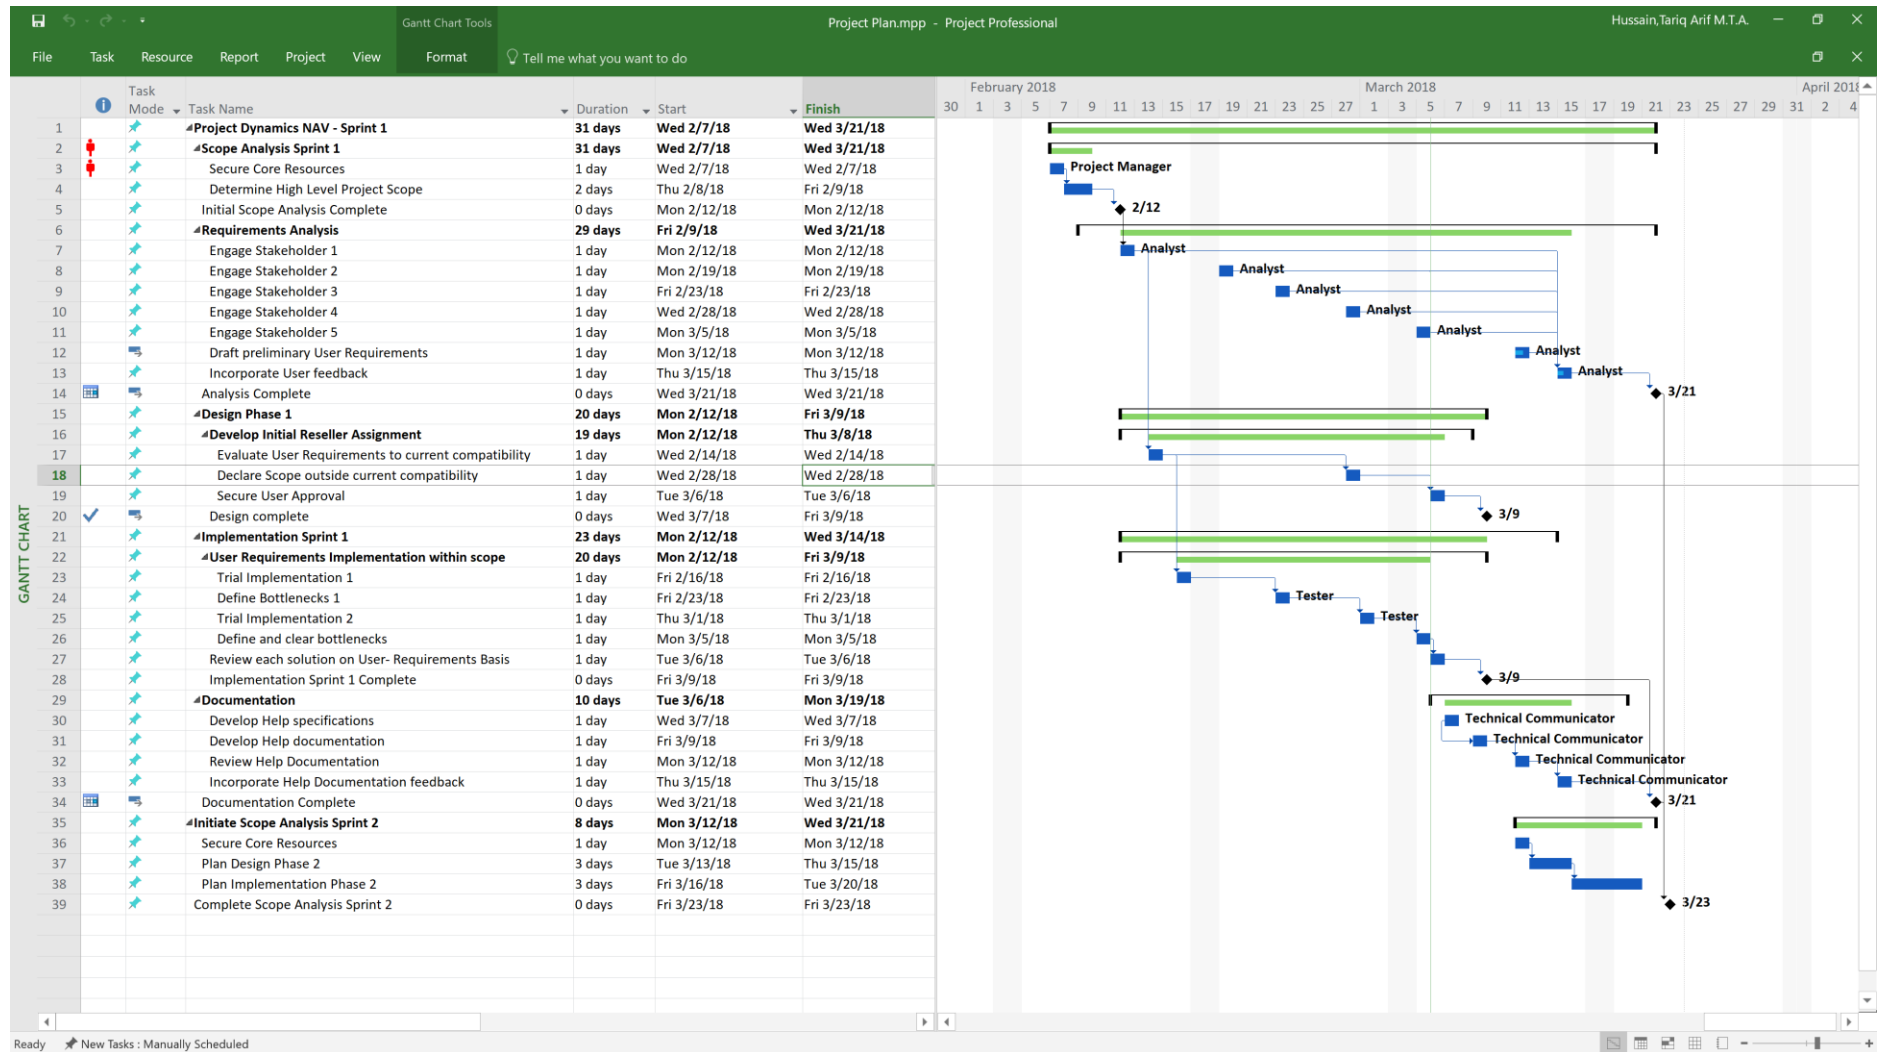 Gantt Chart Tools
Project Plan.mpp - Project Professional
Hussain,Tariq Arif M.T.A.
File Task Resource Report Project View Format Tell me what you want to do
Task Mode Task Name Duration Start Finish
February 2018 March 2018 April 2018
30 1 3 5 7 9 11 13 15 17 19 21 23 25 27 1 3 5 7 9 11 13 15 17 19 21 23 25 27 29 31 2 4
1 Project Dynamics NAV - Sprint 1 31 days Wed 2/7/18 Wed 3/21/18
2 Scope Analysis Sprint 1 31 days Wed 2/7/18 Wed 3/21/18
3 Secure Core Resources 1 day Wed 2/7/18 Wed 2/7/18 Project Manager
4 Determine High Level Project Scope 2 days Thu 2/8/18 Fri 2/9/18
5 Initial Scope Analysis Complete 0 days Mon 2/12/18 Mon 2/12/18 2/12
6 Requirements Analysis 29 days Fri 2/9/18 Wed 3/21/18
7 Engage Stakeholder 1 1 day Mon 2/12/18 Mon 2/12/18 Analyst
8 Engage Stakeholder 2 1 day Mon 2/19/18 Mon 2/19/18 Analyst
9 Engage Stakeholder 3 1 day Fri 2/23/18 Fri 2/23/18 Analyst
10 Engage Stakeholder 4 1 day Wed 2/28/18 Wed 2/28/18 Analyst
11 Engage Stakeholder 5 1 day Mon 3/5/18 Mon 3/5/18 Analyst
12 Draft preliminary User Requirements 1 day Mon 3/12/18 Mon 3/12/18 Analyst
13 Incorporate User feedback 1 day Thu 3/15/18 Thu 3/15/18 Analyst
14 Analysis Complete 0 days Wed 3/21/18 Wed 3/21/18 3/21
15 Design Phase 1 20 days Mon 2/12/18 Fri 3/9/18
16 Develop Initial Reseller Assignment 19 days Mon 2/12/18 Thu 3/8/18
17 Evaluate User Requirements to current compatibility 1 day Wed 2/14/18 Wed 2/14/18
18 Declare Scope outside current compatibility 1 day Wed 2/28/18 Wed 2/28/18
19 Secure User Approval 1 day Tue 3/6/18 Tue 3/6/18
20 Design complete 0 days Wed 3/7/18 Fri 3/9/18 3/9
21 Implementation Sprint 1 23 days Mon 2/12/18 Wed 3/14/18
22 User Requirements Implementation within scope 20 days Mon 2/12/18 Fri 3/9/18
23 Trial Implementation 1 1 day Fri 2/16/18 Fri 2/16/18
24 Define Bottlenecks 1 1 day Fri 2/23/18 Fri 2/23/18 Tester
25 Trial Implementation 2 1 day Thu 3/1/18 Thu 3/1/18 Tester
26 Define and clear bottlenecks 1 day Mon 3/5/18 Mon 3/5/18
27 Review each solution on User- Requirements Basis 1 day Tue 3/6/18 Tue 3/6/18
28 Implementation Sprint 1 Complete 0 days Fri 3/9/18 Fri 3/9/18 3/9
29 Documentation 10 days Tue 3/6/18 Mon 3/19/18
30 Develop Help specifications 1 day Wed 3/7/18 Wed 3/7/18 Technical Communicator
31 Develop Help documentation 1 day Fri 3/9/18 Fri 3/9/18 Technical Communicator
32 Review Help Documentation 1 day Mon 3/12/18 Mon 3/12/18 Technical Communicator
33 Incorporate Help Documentation feedback 1 day Thu 3/15/18 Thu 3/15/18 Technical Communicator
34 Documentation Complete 0 days Wed 3/21/18 Wed 3/21/18 3/21
35 Initiate Scope Analysis Sprint 2 8 days Mon 3/12/18 Wed 3/21/18
36 Secure Core Resources 1 day Mon 3/12/18 Mon 3/12/18
37 Plan Design Phase 2 3 days Tue 3/13/18 Thu 3/15/18
38 Plan Implementation Phase 2 3 days Fri 3/16/18 Tue 3/20/18
39 Complete Scope Analysis Sprint 2 0 days Fri 3/23/18 Fri 3/23/18 3/23
GANTT CHART
Ready New Tasks : Manually Scheduled